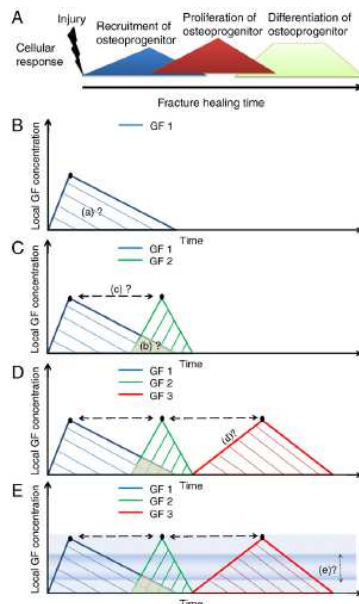 A
Injury
Cellular
response
Recruitment of
osteoprogenitor
Proliferation of
osteoprogenitor
Differentiation of
osteoprogenitor
Fracture healing time
B
Local GF concentration
GF 1
(a) ?
Time
C
Local GF concentration
GF 1
GF 2
(c) ?
(b) ?
Time
D
Local GF concentration
GF 1
GF 2
GF 3
(d)?
Time
E
Local GF concentration
GF 1
GF 2
GF 3
(e)?
Time